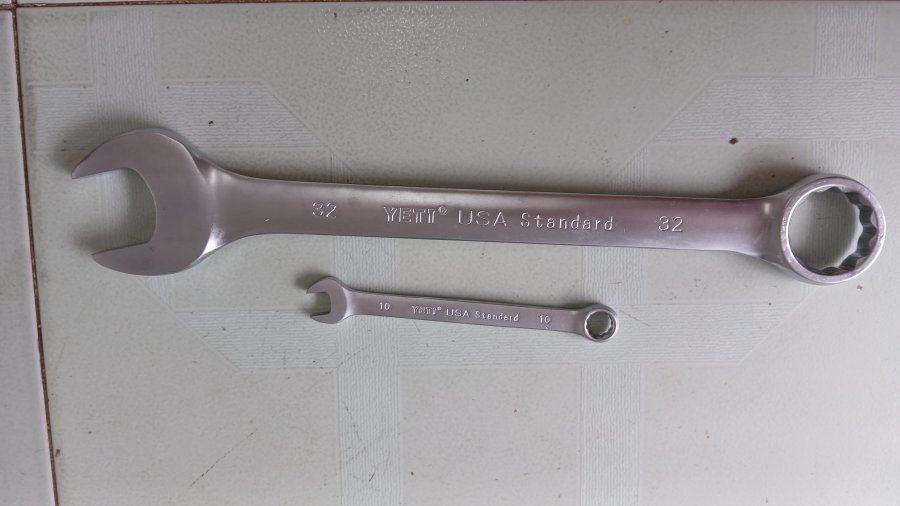 32 YETI® USA Standard 32
10 YETI® USA Standard 10